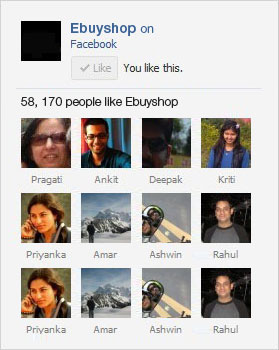 Ebuyshop on
Facebook
Like You like this.
58, 170 people like Ebuyshop
Pragati Ankit Deepak Kriti
Priyanka Amar Ashwin Rahul
Priyanka Amar Ashwin Rahul